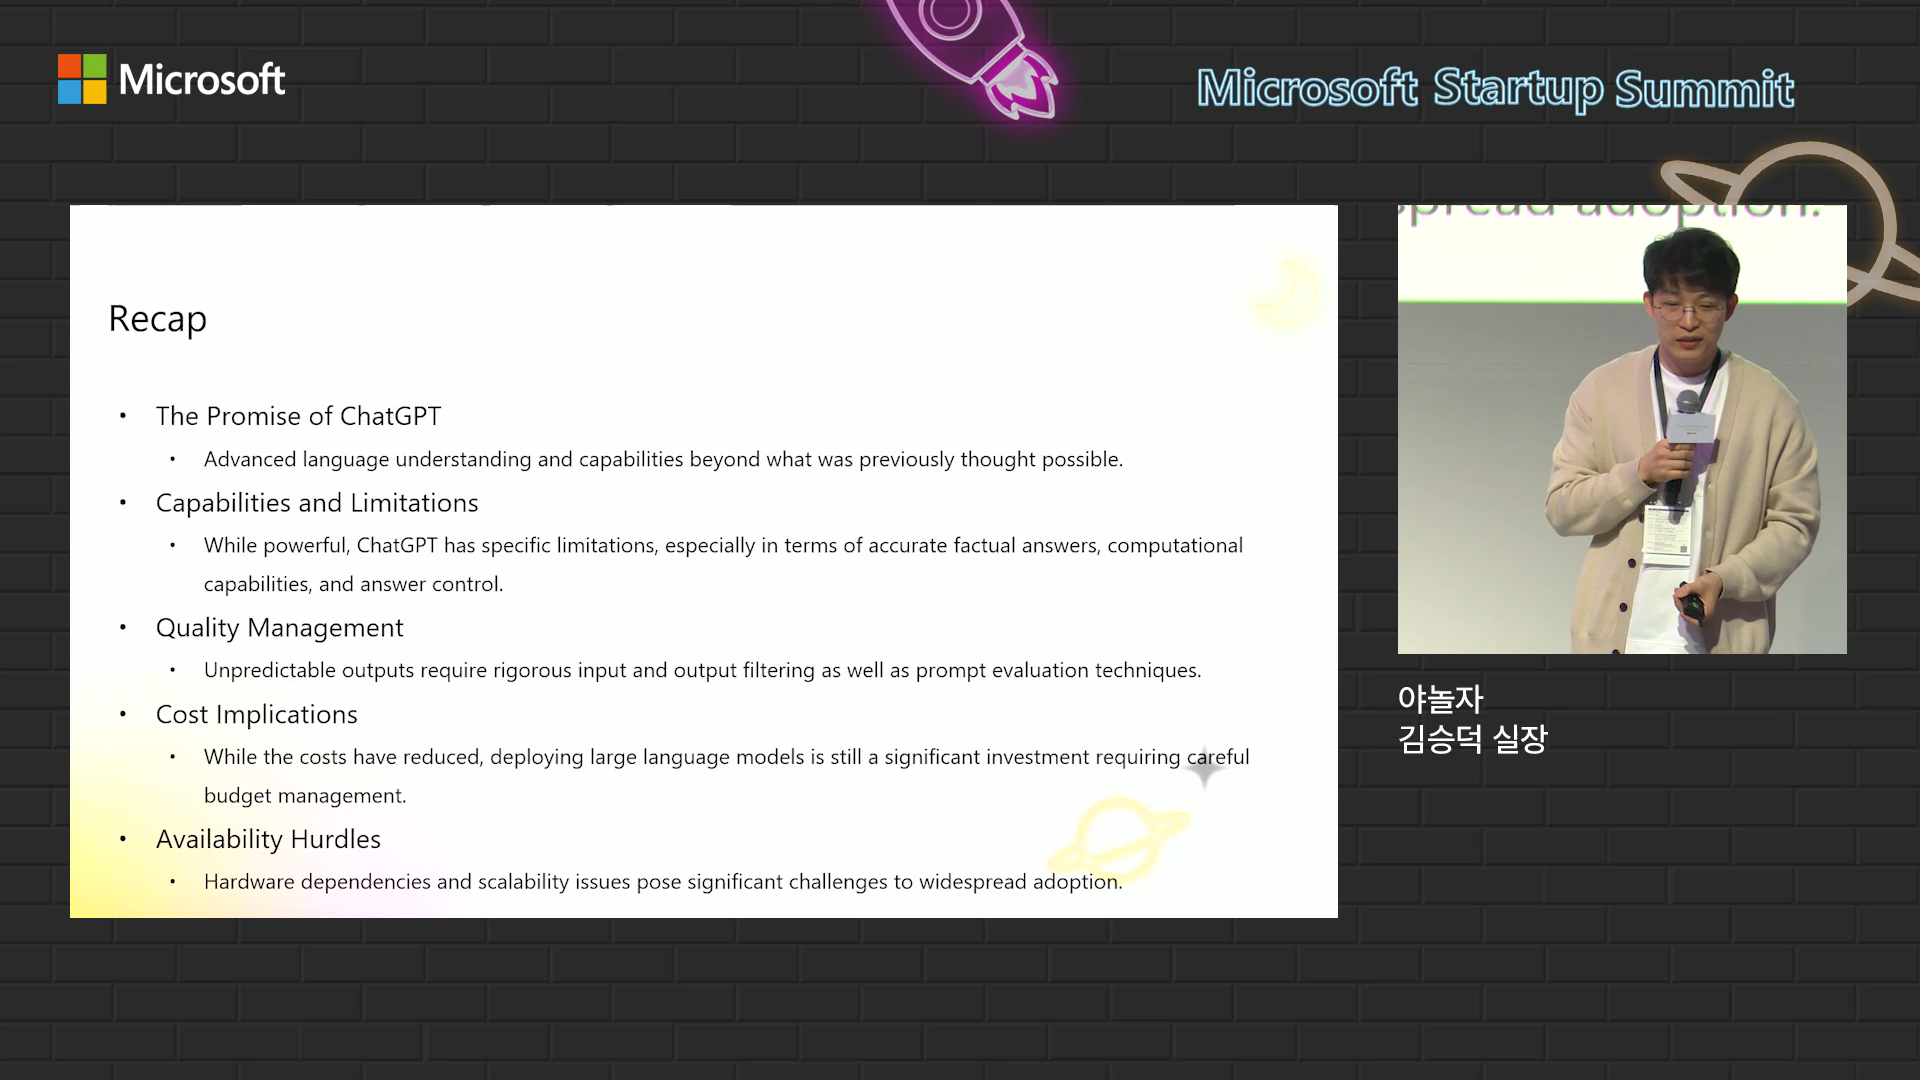 Microsoft
Microsoft Startup Summit
Recap
• The Promise of ChatGPT
• Advanced language understanding and capabilities beyond what was previously thought possible.
• Capabilities and Limitations
• While powerful, ChatGPT has specific limitations, especially in terms of accurate factual answers, computational
capabilities, and answer control.
• Quality Management
• Unpredictable outputs require rigorous input and output filtering as well as prompt evaluation techniques.
• Cost Implications
• While the costs have reduced, deploying large language models is still a significant investment requiring careful
budget management.
• Availability Hurdles
• Hardware dependencies and scalability issues pose significant challenges to widespread adoption.
spread adoption.
야놀자
김승덕 실장